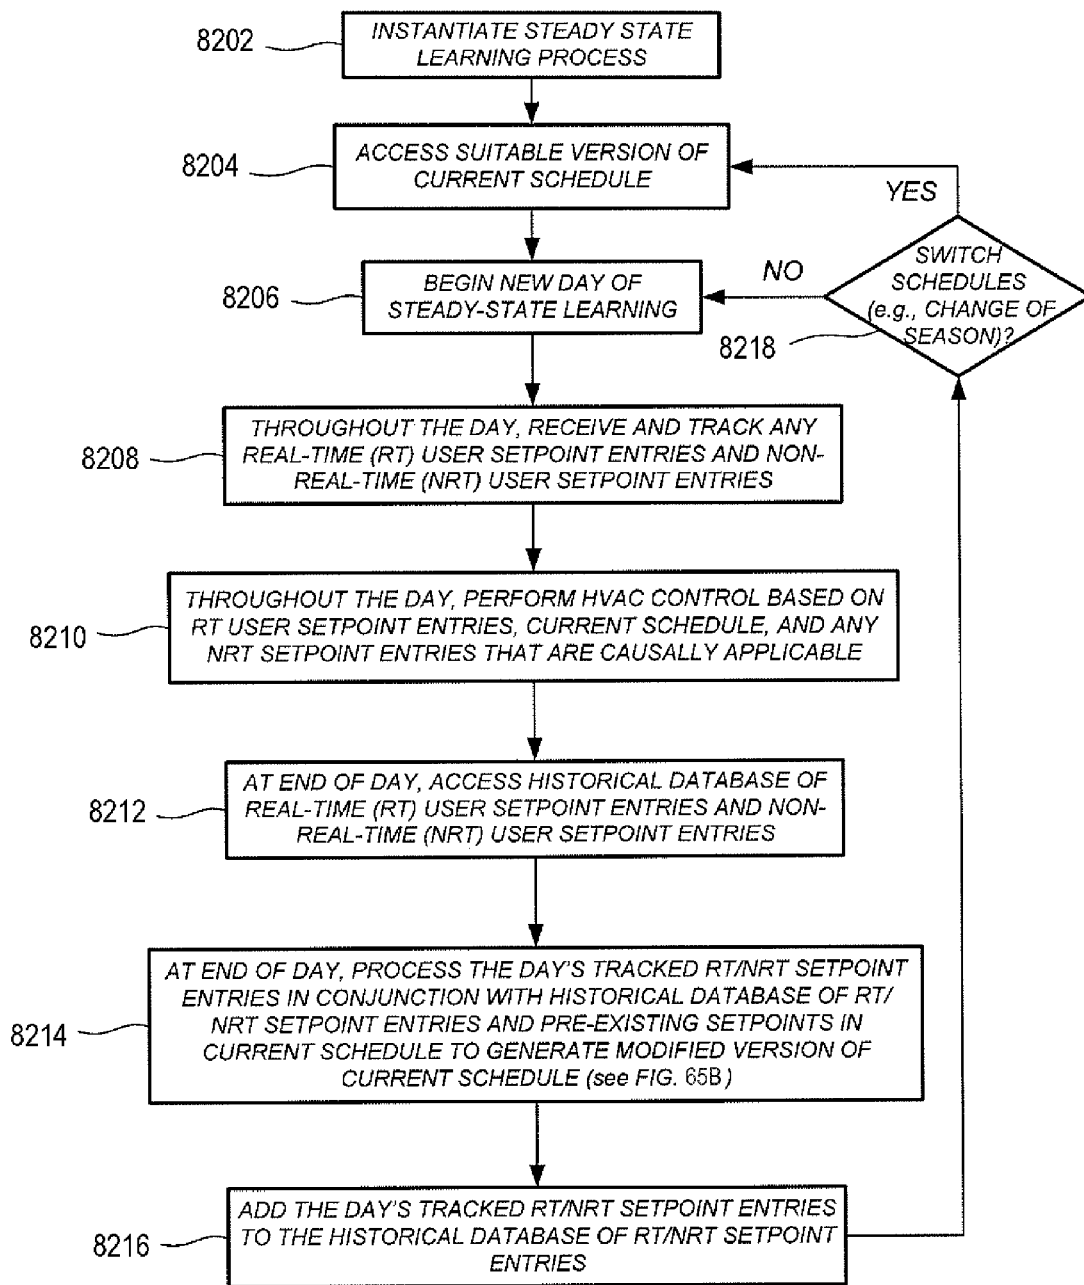 8202
INSTANTIATE STEADY STATE
LEARNING PROCESS
8204
ACCESS SUITABLE VERSION OF
CURRENT SCHEDULE
YES
8206
BEGIN NEW DAY OF
STEADY-STATE LEARNING
NO
SWITCH
SCHEDULES
(e.g., CHANGE OF
SEASON)?
8218
8208
THROUGHOUT THE DAY, RECEIVE AND TRACK ANY
REAL-TIME (RT) USER SETPOINT ENTRIES AND NON-
REAL-TIME (NRT) USER SETPOINT ENTRIES
8210
THROUGHOUT THE DAY, PERFORM HVAC CONTROL BASED ON
RT USER SETPOINT ENTRIES, CURRENT SCHEDULE, AND ANY
NRT SETPOINT ENTRIES THAT ARE CAUSALLY APPLICABLE
8212
AT END OF DAY, ACCESS HISTORICAL DATABASE OF
REAL-TIME (RT) USER SETPOINT ENTRIES AND NON-
REAL-TIME (NRT) USER SETPOINT ENTRIES
8214
AT END OF DAY, PROCESS THE DAY'S TRACKED RT/NRT SETPOINT
ENTRIES IN CONJUNCTION WITH HISTORICAL DATABASE OF RT/
NRT SETPOINT ENTRIES AND PRE-EXISTING SETPOINTS IN
CURRENT SCHEDULE TO GENERATE MODIFIED VERSION OF
CURRENT SCHEDULE (see FIG. 65B)
8216
ADD THE DAY'S TRACKED RT/NRT SETPOINT ENTRIES
TO THE HISTORICAL DATABASE OF RT/NRT SETPOINT
ENTRIES